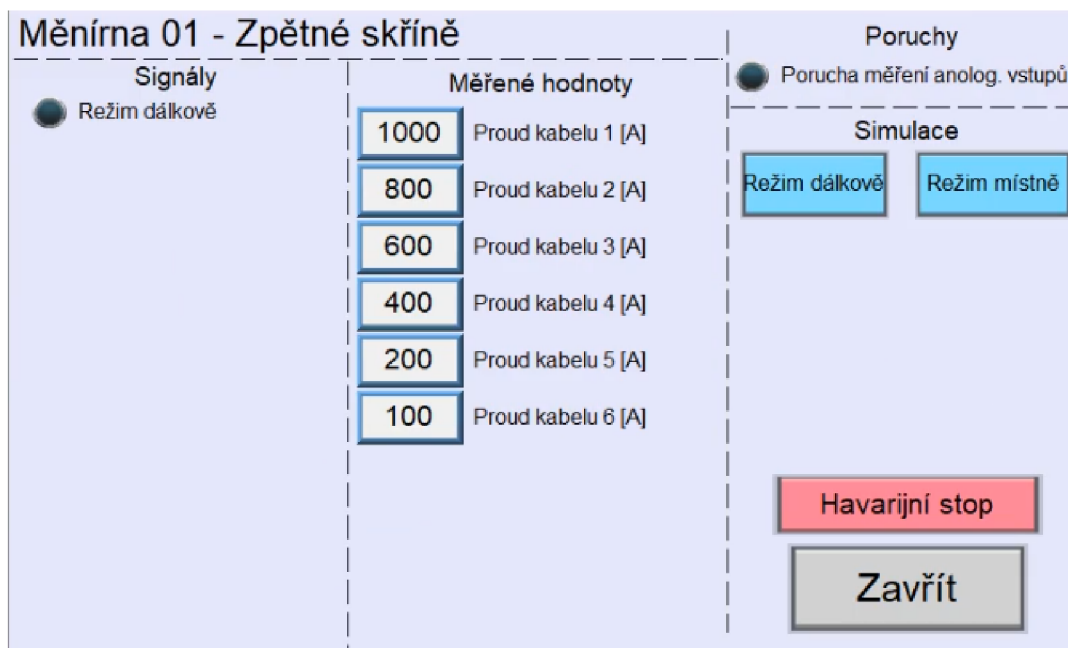 Měnírna 01 - Zpětné skříně
Signály
Režim dálkově
Měřené hodnoty
1000 Proud kabelu 1 [A]
800 Proud kabelu 2 [A]
600 Proud kabelu 3 [A]
400 Proud kabelu 4 [A]
200 Proud kabelu 5 [A]
100 Proud kabelu 6 [A]
Poruchy
Porucha měření anolog. vstupů
Simulace
Režim dálkově
Režim místně
Havarijní stop
Zavřít